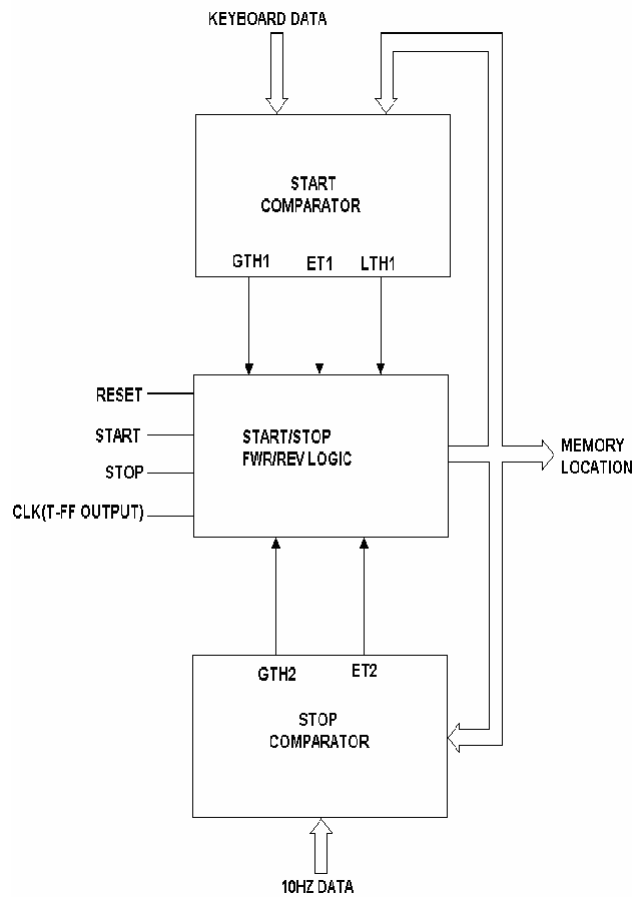 KEYBOARD DATA
START
COMPARATOR
GTH1 ET1 LTH1
RESET
START
STOP
CLK(T-FF OUTPUT)
START/STOP
FWR/REV LOGIC
MEMORY
LOCATION
GTH2 ET2
STOP
COMPARATOR
10HZ DATA